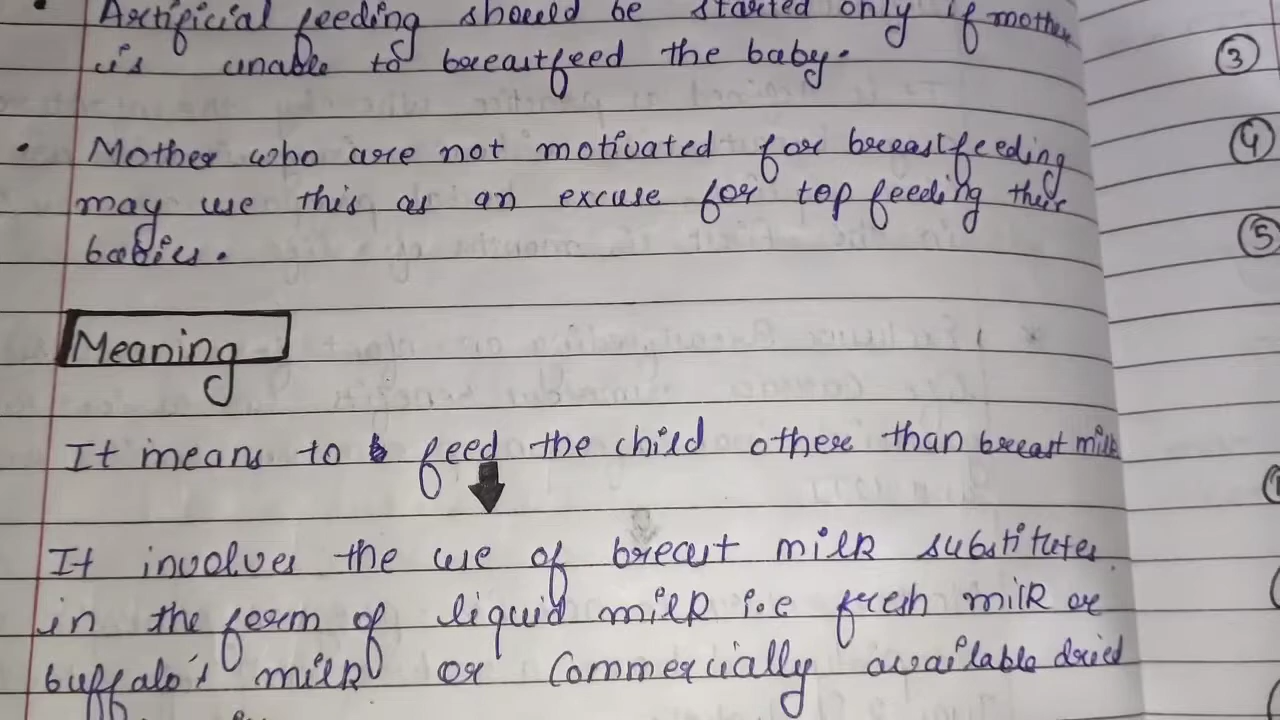 • Artificial feeding should be started only if mother
is unable to breastfeed the baby.
• Mother who are not motivated for breastfeeding
may use this as an excuse for top feeding their
babies.
Meaning
It means to feed the child other than breast milk
It involves the use of breast milk substitutes
in the form of liquid milk i.e fresh milk or
buffalo's milk or Commercially available dried
3
4
5